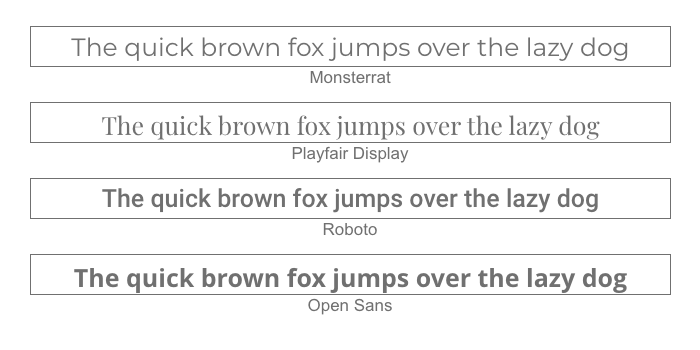 The quick brown fox jumps over the lazy dog
Monsterrat
The quick brown fox jumps over the lazy dog
Playfair Display
The quick brown fox jumps over the lazy dog
Roboto
The quick brown fox jumps over the lazy dog
Open Sans